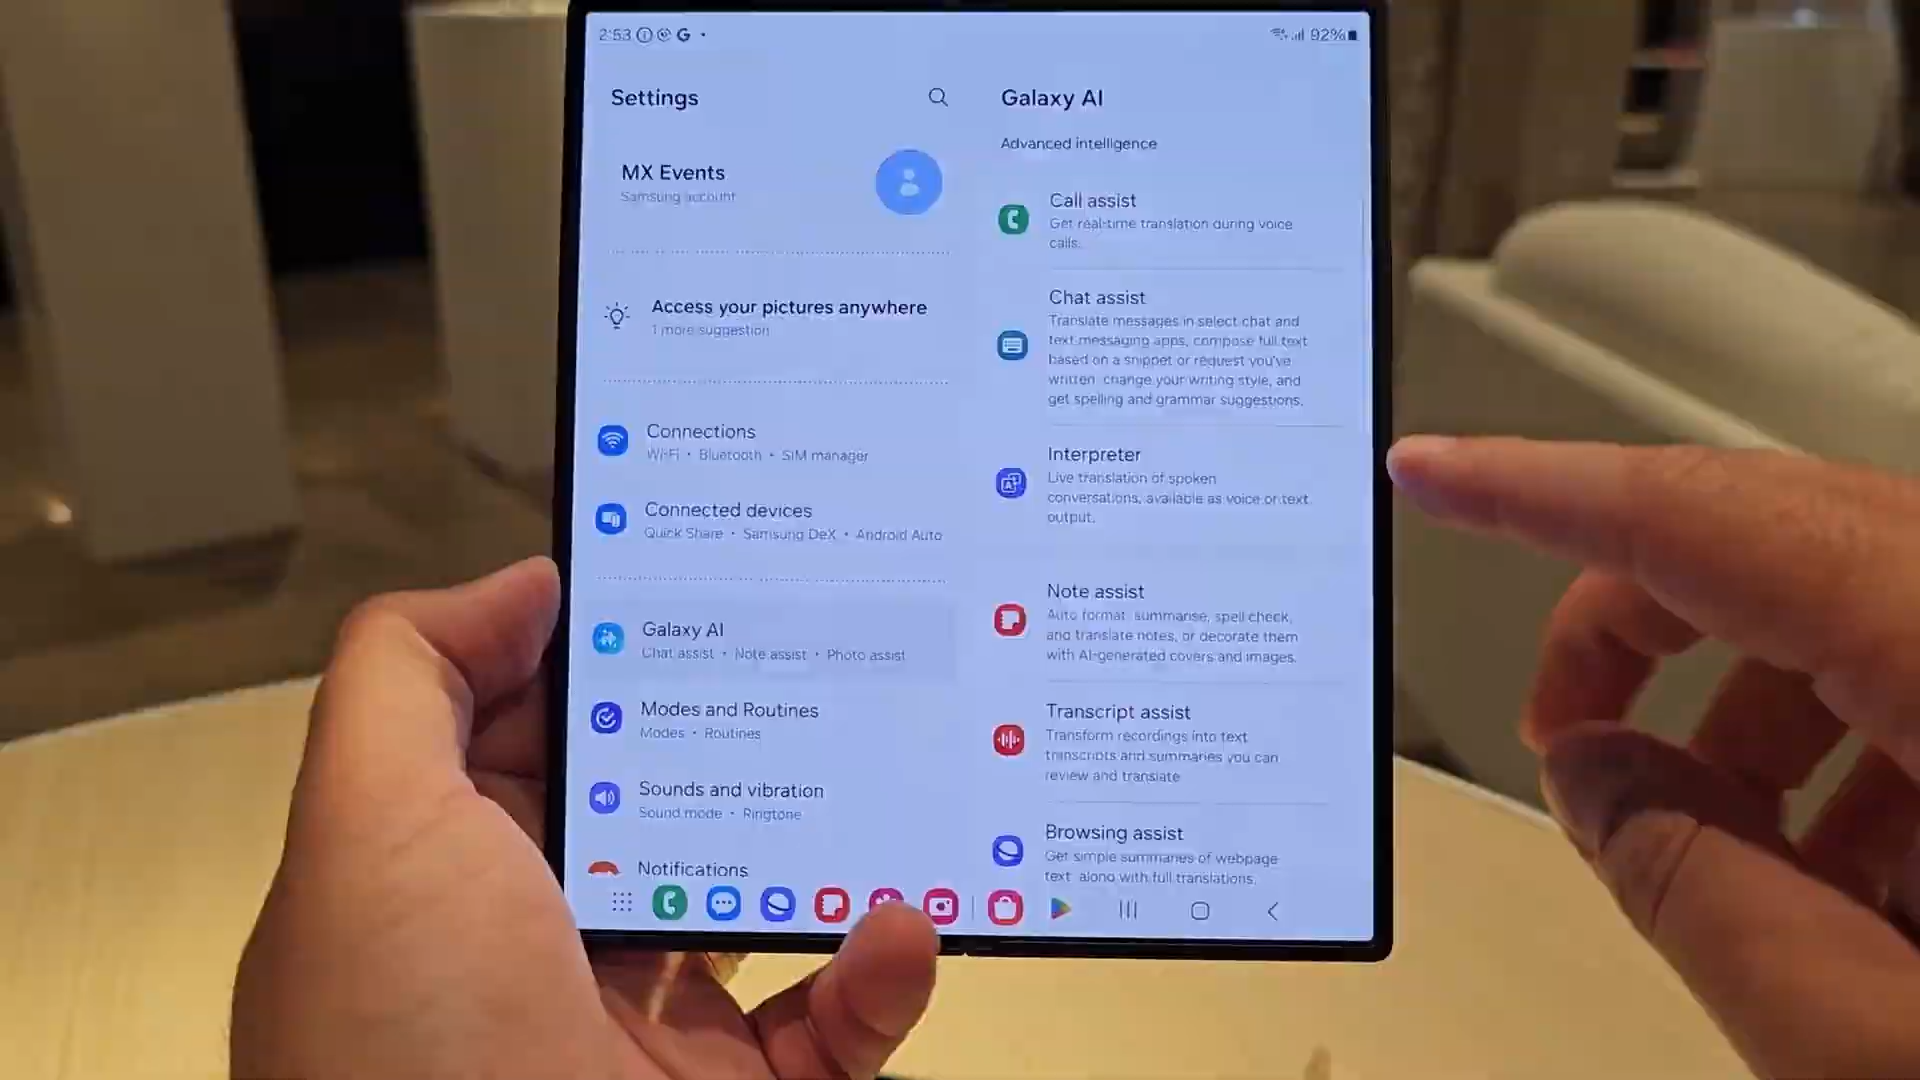 2:53
92%
Settings
MX Events
Samsung account
Access your pictures anywhere
1 more suggestion
Connections
Wi-Fi • Bluetooth • SIM manager
Connected devices
Quick Share • Samsung DeX • Android Auto
Galaxy AI
Chat assist • Note assist • Photo assist
Modes and Routines
Modes • Routines
Sounds and vibration
Sound mode • Ringtone
Notifications
Galaxy AI
Advanced intelligence
Call assist
Get real-time translation during voice
calls.
Chat assist
Translate messages in select chat and
text messaging apps, compose full text
based on a snippet or request you've
written, change your writing style, and
get spelling and grammar suggestions.
Interpreter
Live translation of spoken
conversations, available as voice or text
output.
Note assist
Auto format, summarise, spell check,
and translate notes, or decorate them
with AI-generated covers and images.
Transcript assist
Transform recordings into text
transcripts and summaries you can
review and translate.
Browsing assist
Get simple summaries of webpage
text along with full translations.